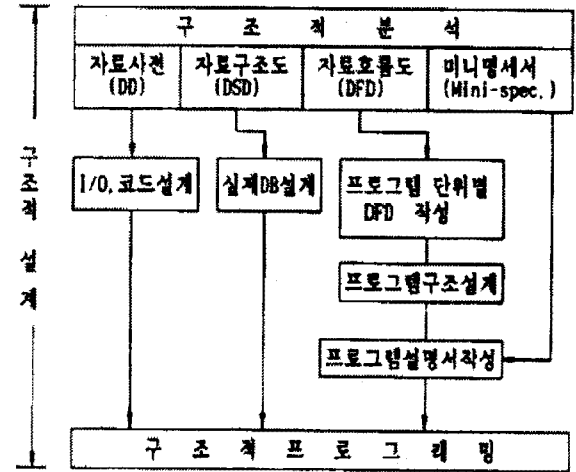 구 조 적 분 석
자료사전 자료구조도 자료흐름도 미니명세서
(DD) (DSD) (DFD) (Mini-spec.)
구조적 설계
I/O,코드설계
실제DB설계
프로그램 단위별
DFD 작성
프로그램구조설계
프로그램설명서작성
구 조 적 프 로 그 래 밍